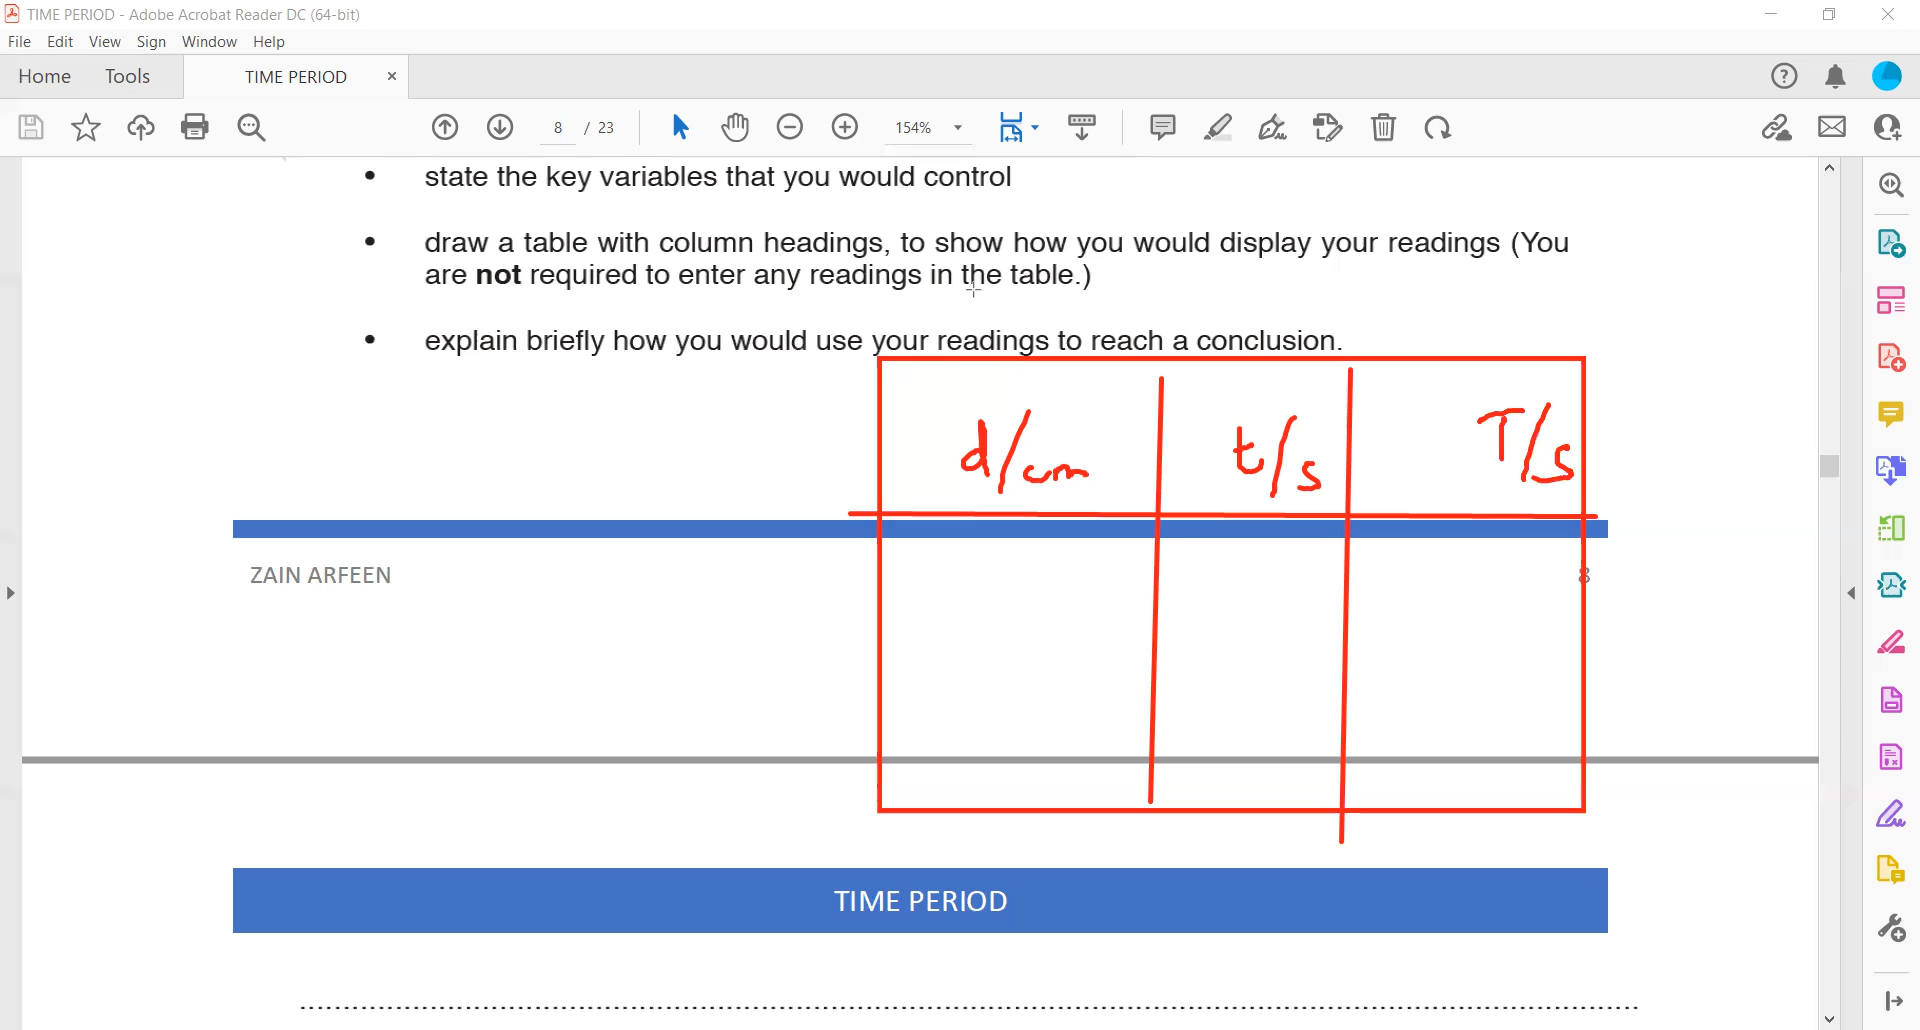 TIME PERIOD - Adobe Acrobat Reader DC (64-bit)
File Edit View Sign Window Help
Home Tools TIME PERIOD
8 / 23 154%
• state the key variables that you would control
• draw a table with column headings, to show how you would display your readings (You
are not required to enter any readings in the table.)
• explain briefly how you would use your readings to reach a conclusion.
d/cm t/s T/s
ZAIN ARFEEN 8
TIME PERIOD